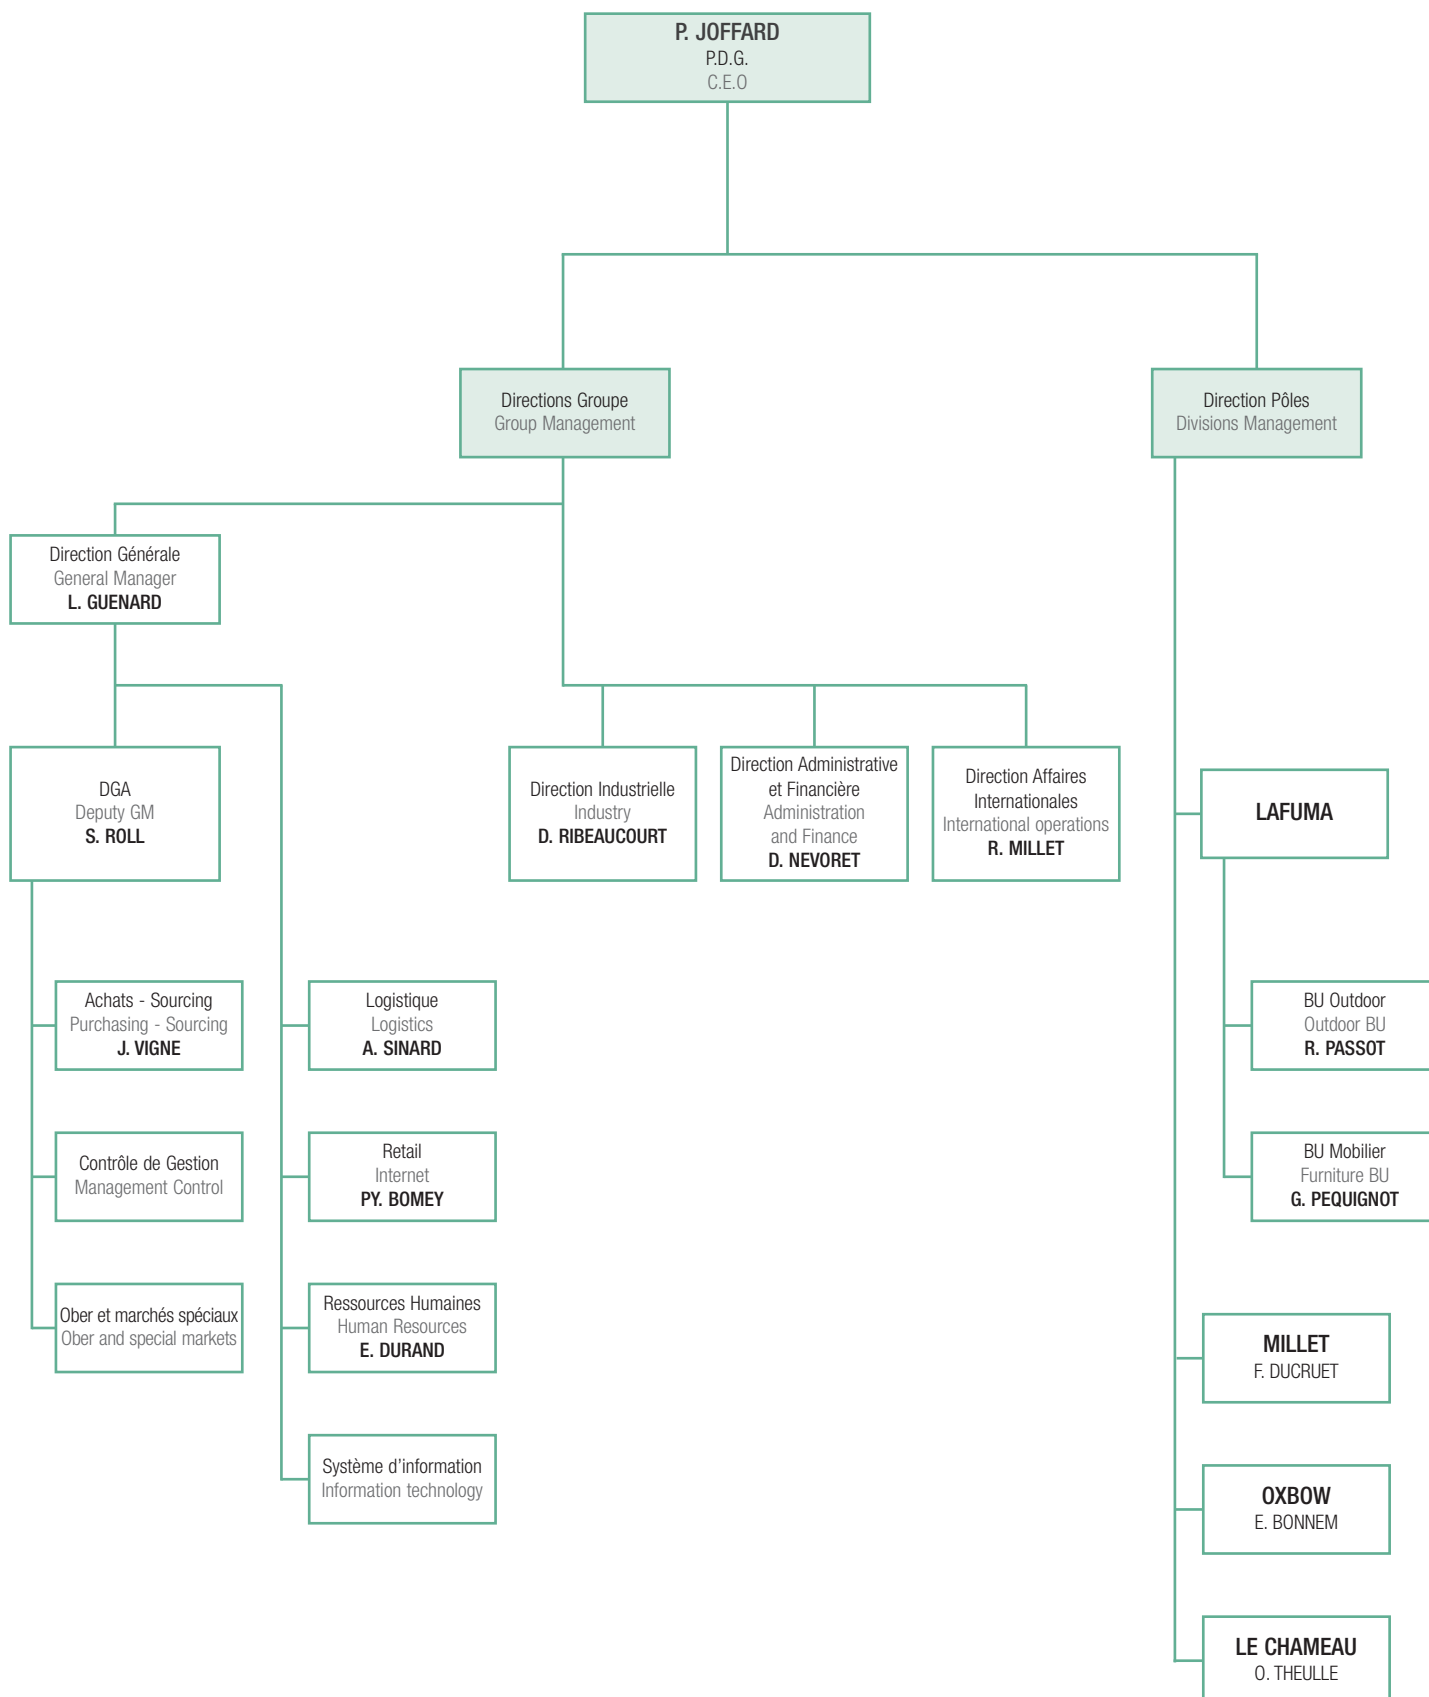 P. JOFFARD
P.D.G.
C.E.O
Directions Groupe
Group Management
Direction Pôles
Divisions Management
Direction Générale
General Manager
L. GUENARD
DGA
Deputy GM
S. ROLL
Direction Industrielle
Industry
D. RIBEAUCOURT
Direction Administrative
et Financière
Administration
and Finance
D. NEVORET
Direction Affaires
Internationales
International operations
R. MILLET
LAFUMA
Achats - Sourcing
Purchasing - Sourcing
J. VIGNE
Logistique
Logistics
A. SINARD
BU Outdoor
Outdoor BU
R. PASSOT
Contrôle de Gestion
Management Control
Retail
Internet
PY. BOMEY
BU Mobilier
Furniture BU
G. PEQUIGNOT
Ober et marchés spéciaux
Ober and special markets
Ressources Humaines
Human Resources
E. DURAND
MILLET
F. DUCRUET
Système d'information
Information technology
OXBOW
E. BONNEM
LE CHAMEAU
O. THEULLE